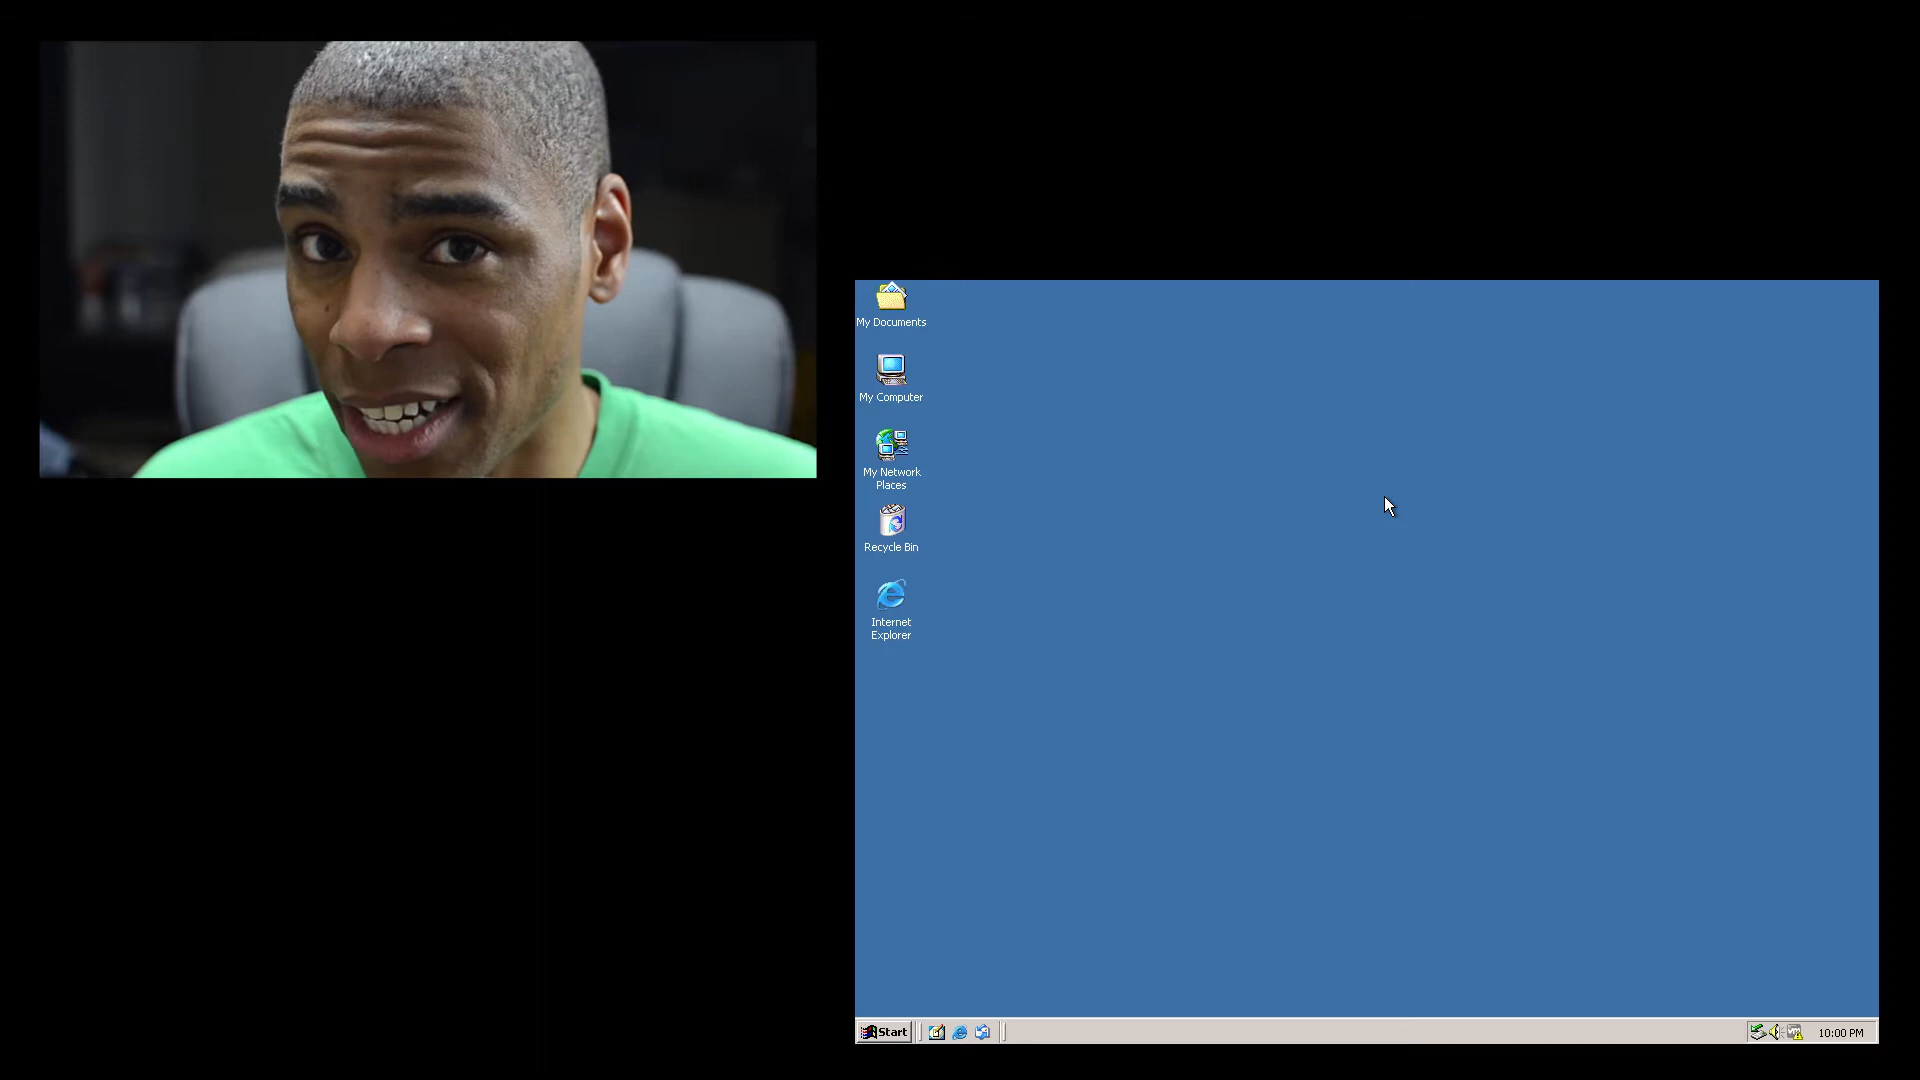 My Documents
My Computer
My Network
Places
Recycle Bin
Internet
Explorer
Start
10:00 PM